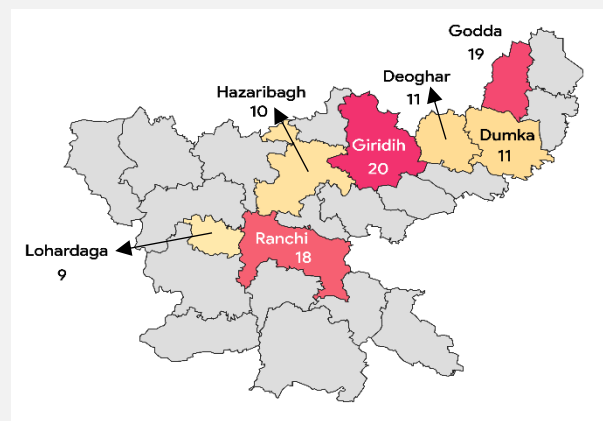 Godda
19
Deoghar
11
Hazaribagh
10
Dumka
11
Giridih
20
Ranchi
18
Lohardaga
9